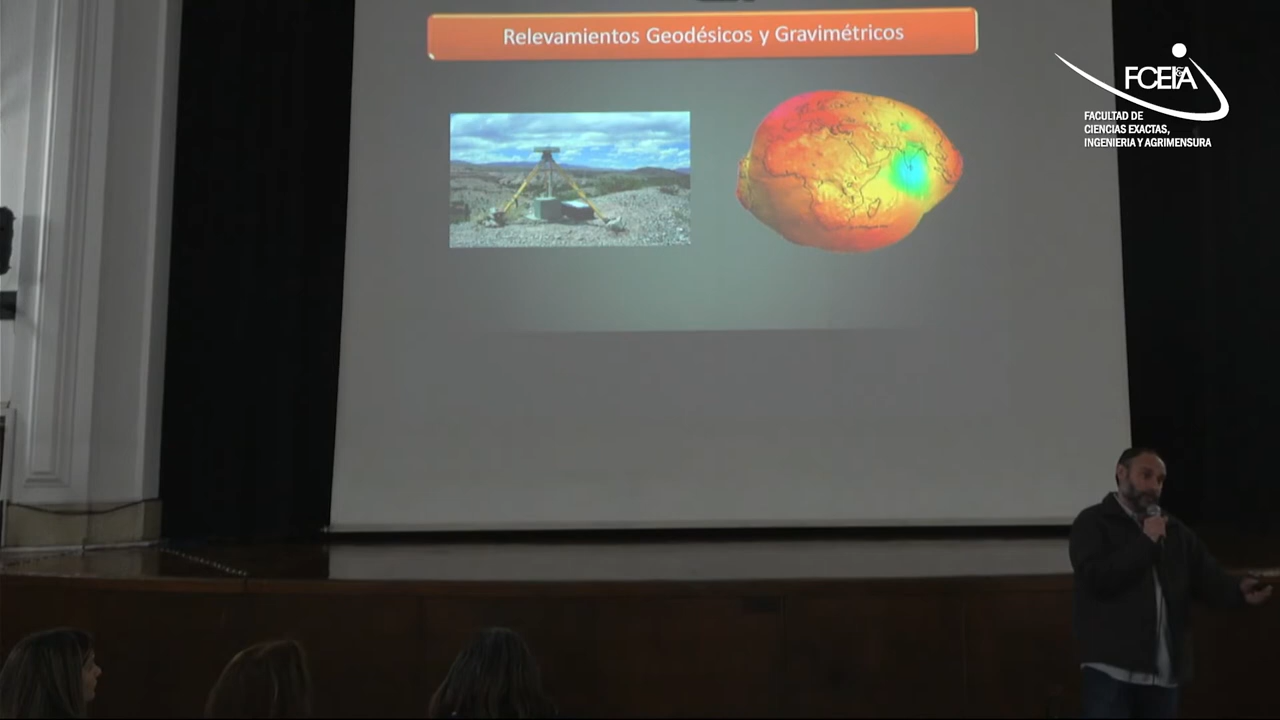 Relevamientos Geodésicos y Gravimétricos
FCEIA
FACULTAD DE
CIENCIAS EXACTAS,
INGENIERIA Y AGRIMENSURA